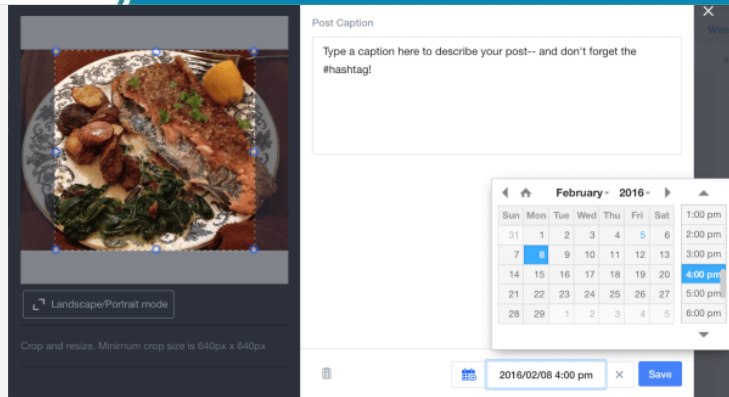 Post Caption
Type a caption here to describe your post-- and don't forget the
#hashtag!
Landscape/Portrait mode
Crop and resize. Minimum crop size is 640px x 640px
February 2016
Sun Mon Tue Wed Thu Fri Sat
31 1 2 3 4 5 6
7 8 9 10 11 12 13
14 15 16 17 18 19 20
21 22 23 24 25 26 27
28 29 1 2 3 4 5
1:00 pm
2:00 pm
3:00 pm
4:00 pm
5:00 pm
6:00 pm
2016/02/08 4:00 pm
Save